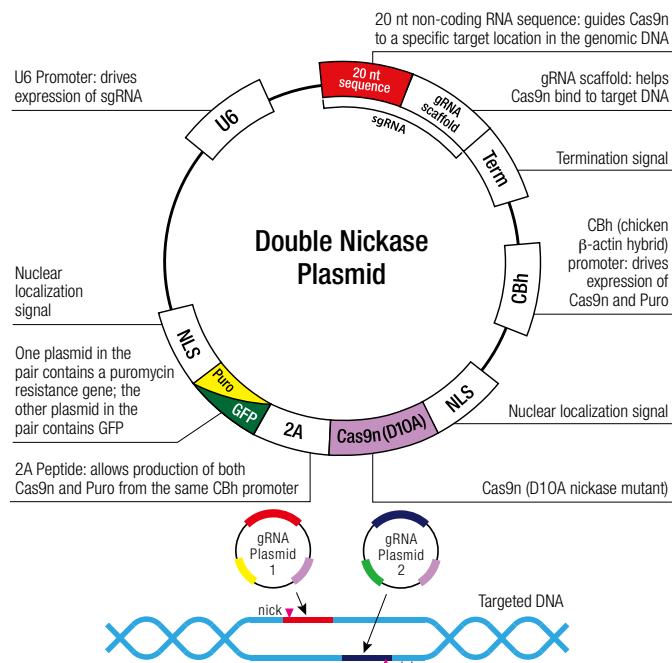 20 nt non-coding RNA sequence: guides Cas9n
to a specific target location in the genomic DNA
U6 Promoter: drives
expression of sgRNA
gRNA scaffold: helps
Cas9n bind to target DNA
20 nt
sequence
gRNA
scaffold
sgRNA
U6
Term
Termination signal
Double Nickase
Plasmid
CBh (chicken
β-actin hybrid)
promoter: drives
expression of
Cas9n and Puro
CBh
Nuclear
localization
signal
NLS
One plasmid in the
pair contains a puromycin
resistance gene; the
other plasmid in the
pair contains GFP
Puro
GFP
2A
Cas9n (D10A)
NLS
Nuclear localization signal
2A Peptide: allows production of both
Cas9n and Puro from the same CBh promoter
Cas9n (D10A nickase mutant)
gRNA
Plasmid
1
gRNA
Plasmid
2
nick
Targeted DNA